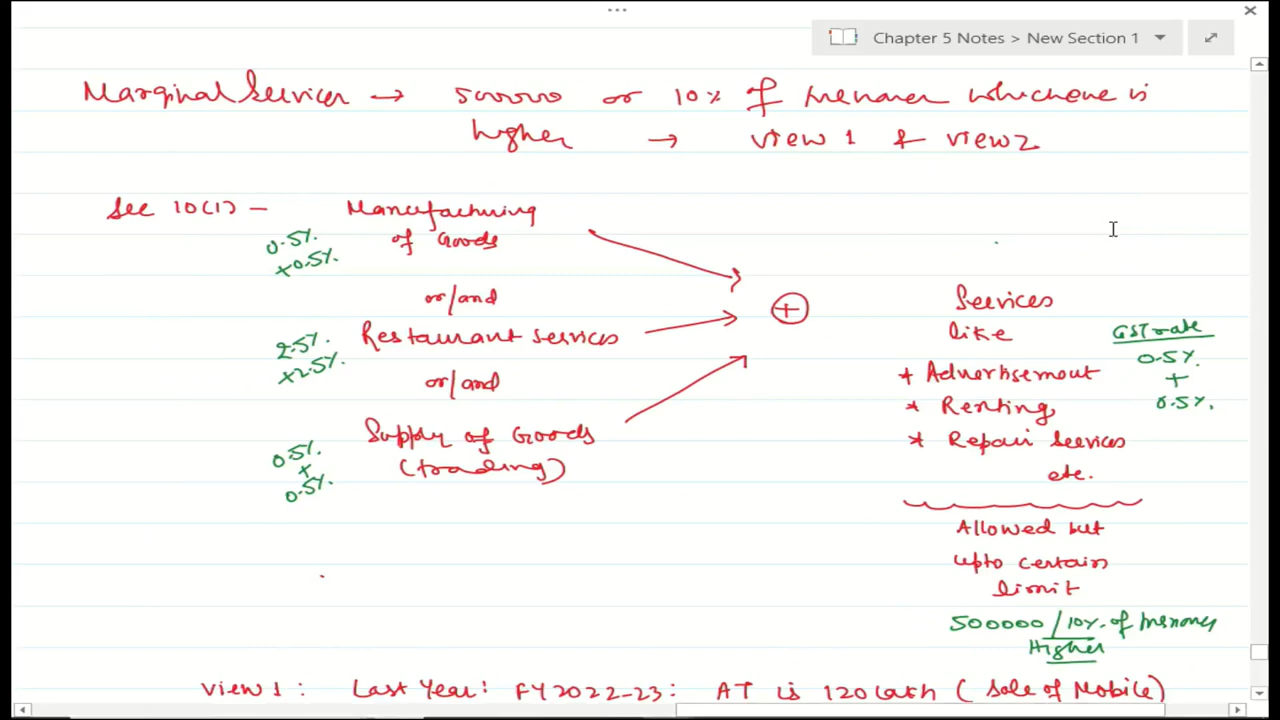 Chapter 5 Notes > New Section 1
Marginal Services → 500000 or 10% of turnover whichever is
higher → view 1 & view 2
Sec 10(1) - Manufacturing
of Goods
0.5%
+0.5%
or/and
Restaurant services
2.5%
+2.5%
or/and
Supply of Goods
(trading)
0.5%
+
0.5%
+
Services
like
* Advertisement
* Renting
* Repair Services
etc.
GST rate
0.5%
+
0.5%.
Allowed but
upto certain
limit
500000 / 10% of turnover
Higher
View 1: Last Year: FY 2022-23: AT is 120 lakh (Sale of Mobile)